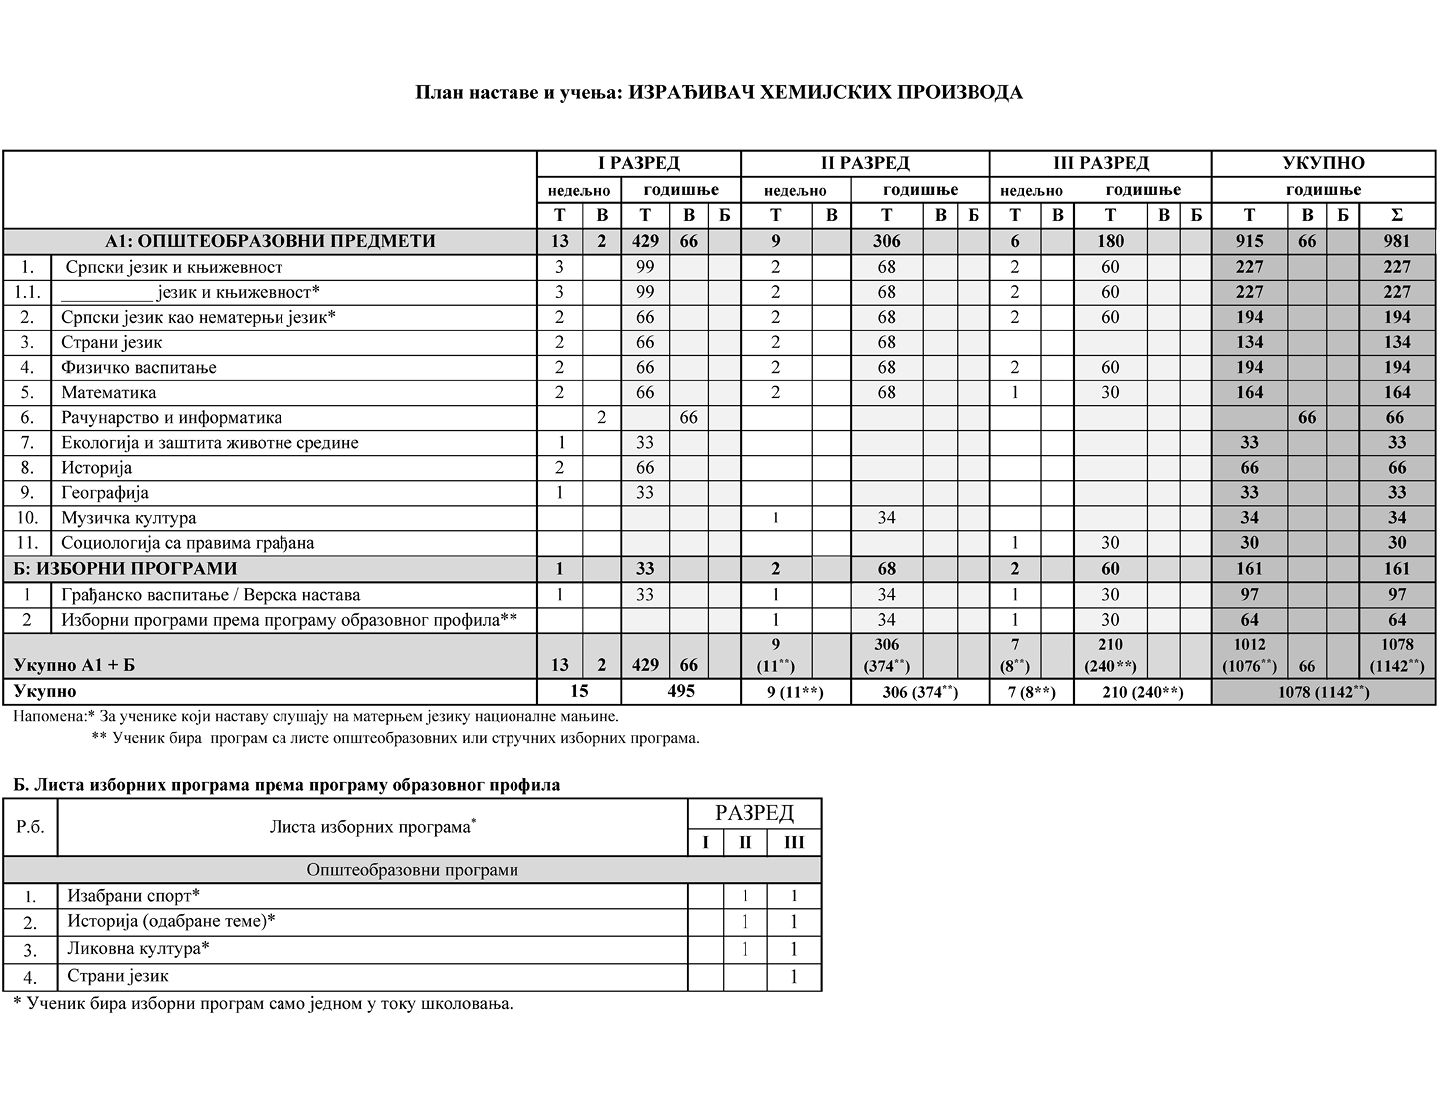 План наставе и учења: ИЗРАЂИВАЧ ХЕМИЈСКИХ ПРОИЗВОДА
I РАЗРЕД II РАЗРЕД III РАЗРЕД УКУПНО
недељно годишње недељно годишње недељно годишње годишње
Т В Т В Б Т В Т В Б Т В Т В Б Т В Б Σ
А1: ОПШТЕОБРАЗОВНИ ПРЕДМЕТИ 13 2 429 66 9 306 6 180 915 66 981
1. Српски језик и књижевност 3 99 2 68 2 60 227 227
1.1. __________ језик и књижевност* 3 99 2 68 2 60 227 227
2. Српски језик као нематерњи језик* 2 66 2 68 2 60 194 194
3. Страни језик 2 66 2 68 134 134
4. Физичко васпитање 2 66 2 68 2 60 194 194
5. Математика 2 66 2 68 1 30 164 164
6. Рачунарство и информатика 2 66 66 66
7. Екологија и заштита животне средине 1 33 33 33
8. Историја 2 66 66 66
9. Географија 1 33 33 33
10. Музичка култура 1 34 34 34
11. Социологија са правима грађана 1 30 30 30
Б: ИЗБОРНИ ПРОГРАМИ 1 33 2 68 2 60 161 161
1 Грађанско васпитање / Верска настава 1 33 1 34 1 30 97 97
2 Изборни програми према програму образовног профила** 1 34 1 30 64 64
9 306 7 210 1012 1078
Укупно А1 + Б 13 2 429 66 (11**) (374**) (8**) (240**) (1076**) 66 (1142**)
Укупно 15 495 9 (11**) 306 (374**) 7 (8**) 210 (240**) 1078 (1142**)
Напомена:* За ученике који наставу слушају на матерњем језику националне мањине.
** Ученик бира програм са листе општеобразовних или стручних изборних програма.
Б. Листа изборних програма према програму образовног профила
Р.б. Листа изборних програма* РАЗРЕД
I II III
Општеобразовни програми
1. Изабрани спорт* 1 1
2. Историја (одабране теме)* 1 1
3. Ликовна култура* 1 1
4. Страни језик 1
* Ученик бира изборни програм само једном у току школовања.